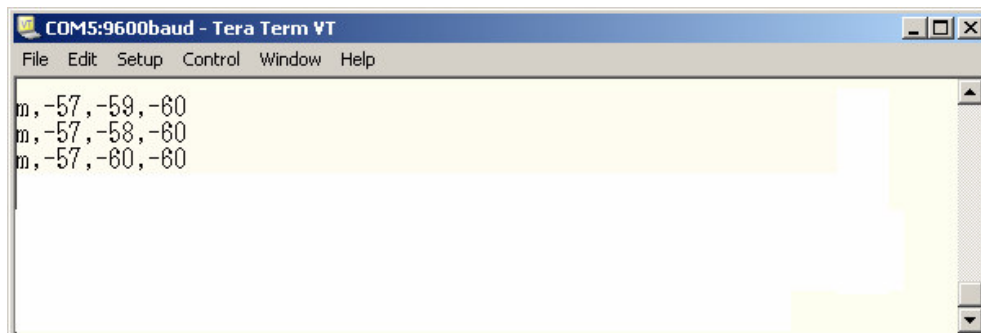 COM5:9600baud - Tera Term VT
File Edit Setup Control Window Help
m,-57,-59,-60
m,-57,-58,-60
m,-57,-60,-60